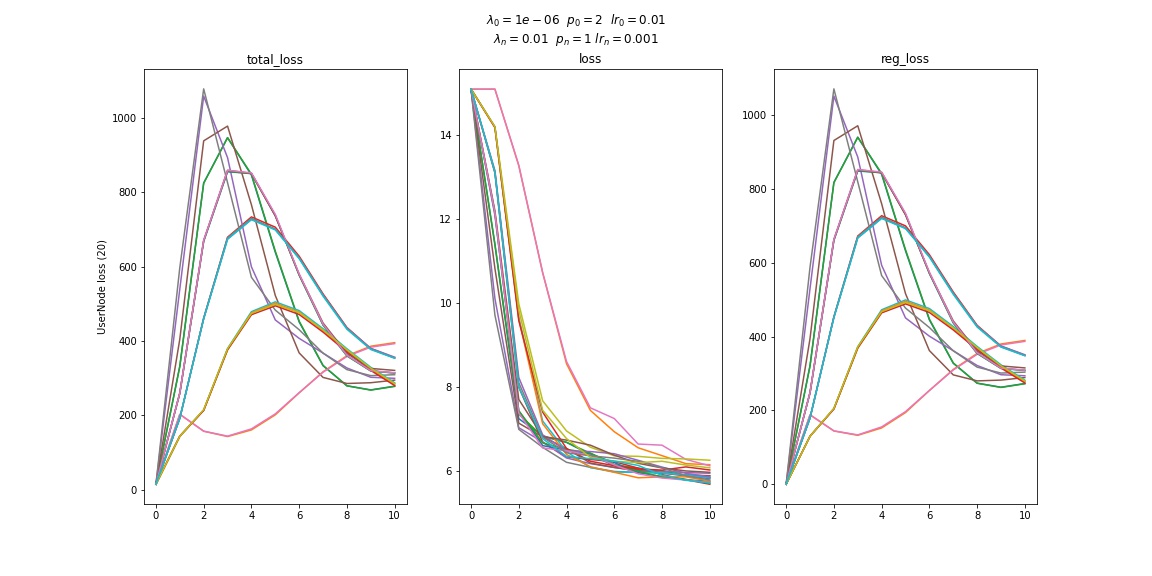 λ₀ = 1e − 06 p₀ = 2 lr₀ = 0.01
λₙ = 0.01 pₙ = 1 lrₙ = 0.001
total_loss loss reg_loss
UserNode loss (20)
1000
800
600
400
200
0
14
12
10
8
6
1000
800
600
400
200
0
0 2 4 6 8 10
0 2 4 6 8 10
0 2 4 6 8 10